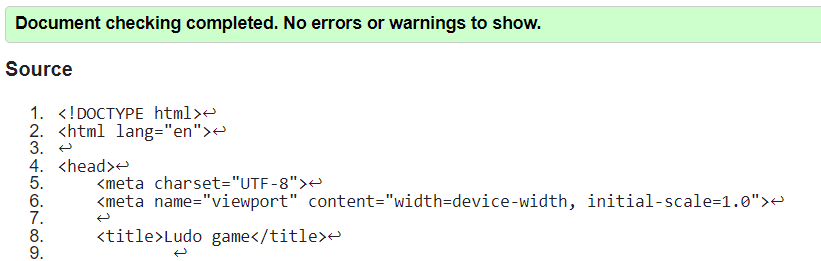 Document checking completed. No errors or warnings to show.
Source
1. <!DOCTYPE html>↩
2. <html lang="en">↩
3. ↩
4. <head>↩
5.     <meta charset="UTF-8">↩
6.     <meta name="viewport" content="width=device-width, initial-scale=1.0">↩
7.     ↩
8.     <title>Ludo game</title>↩
9.             ↩